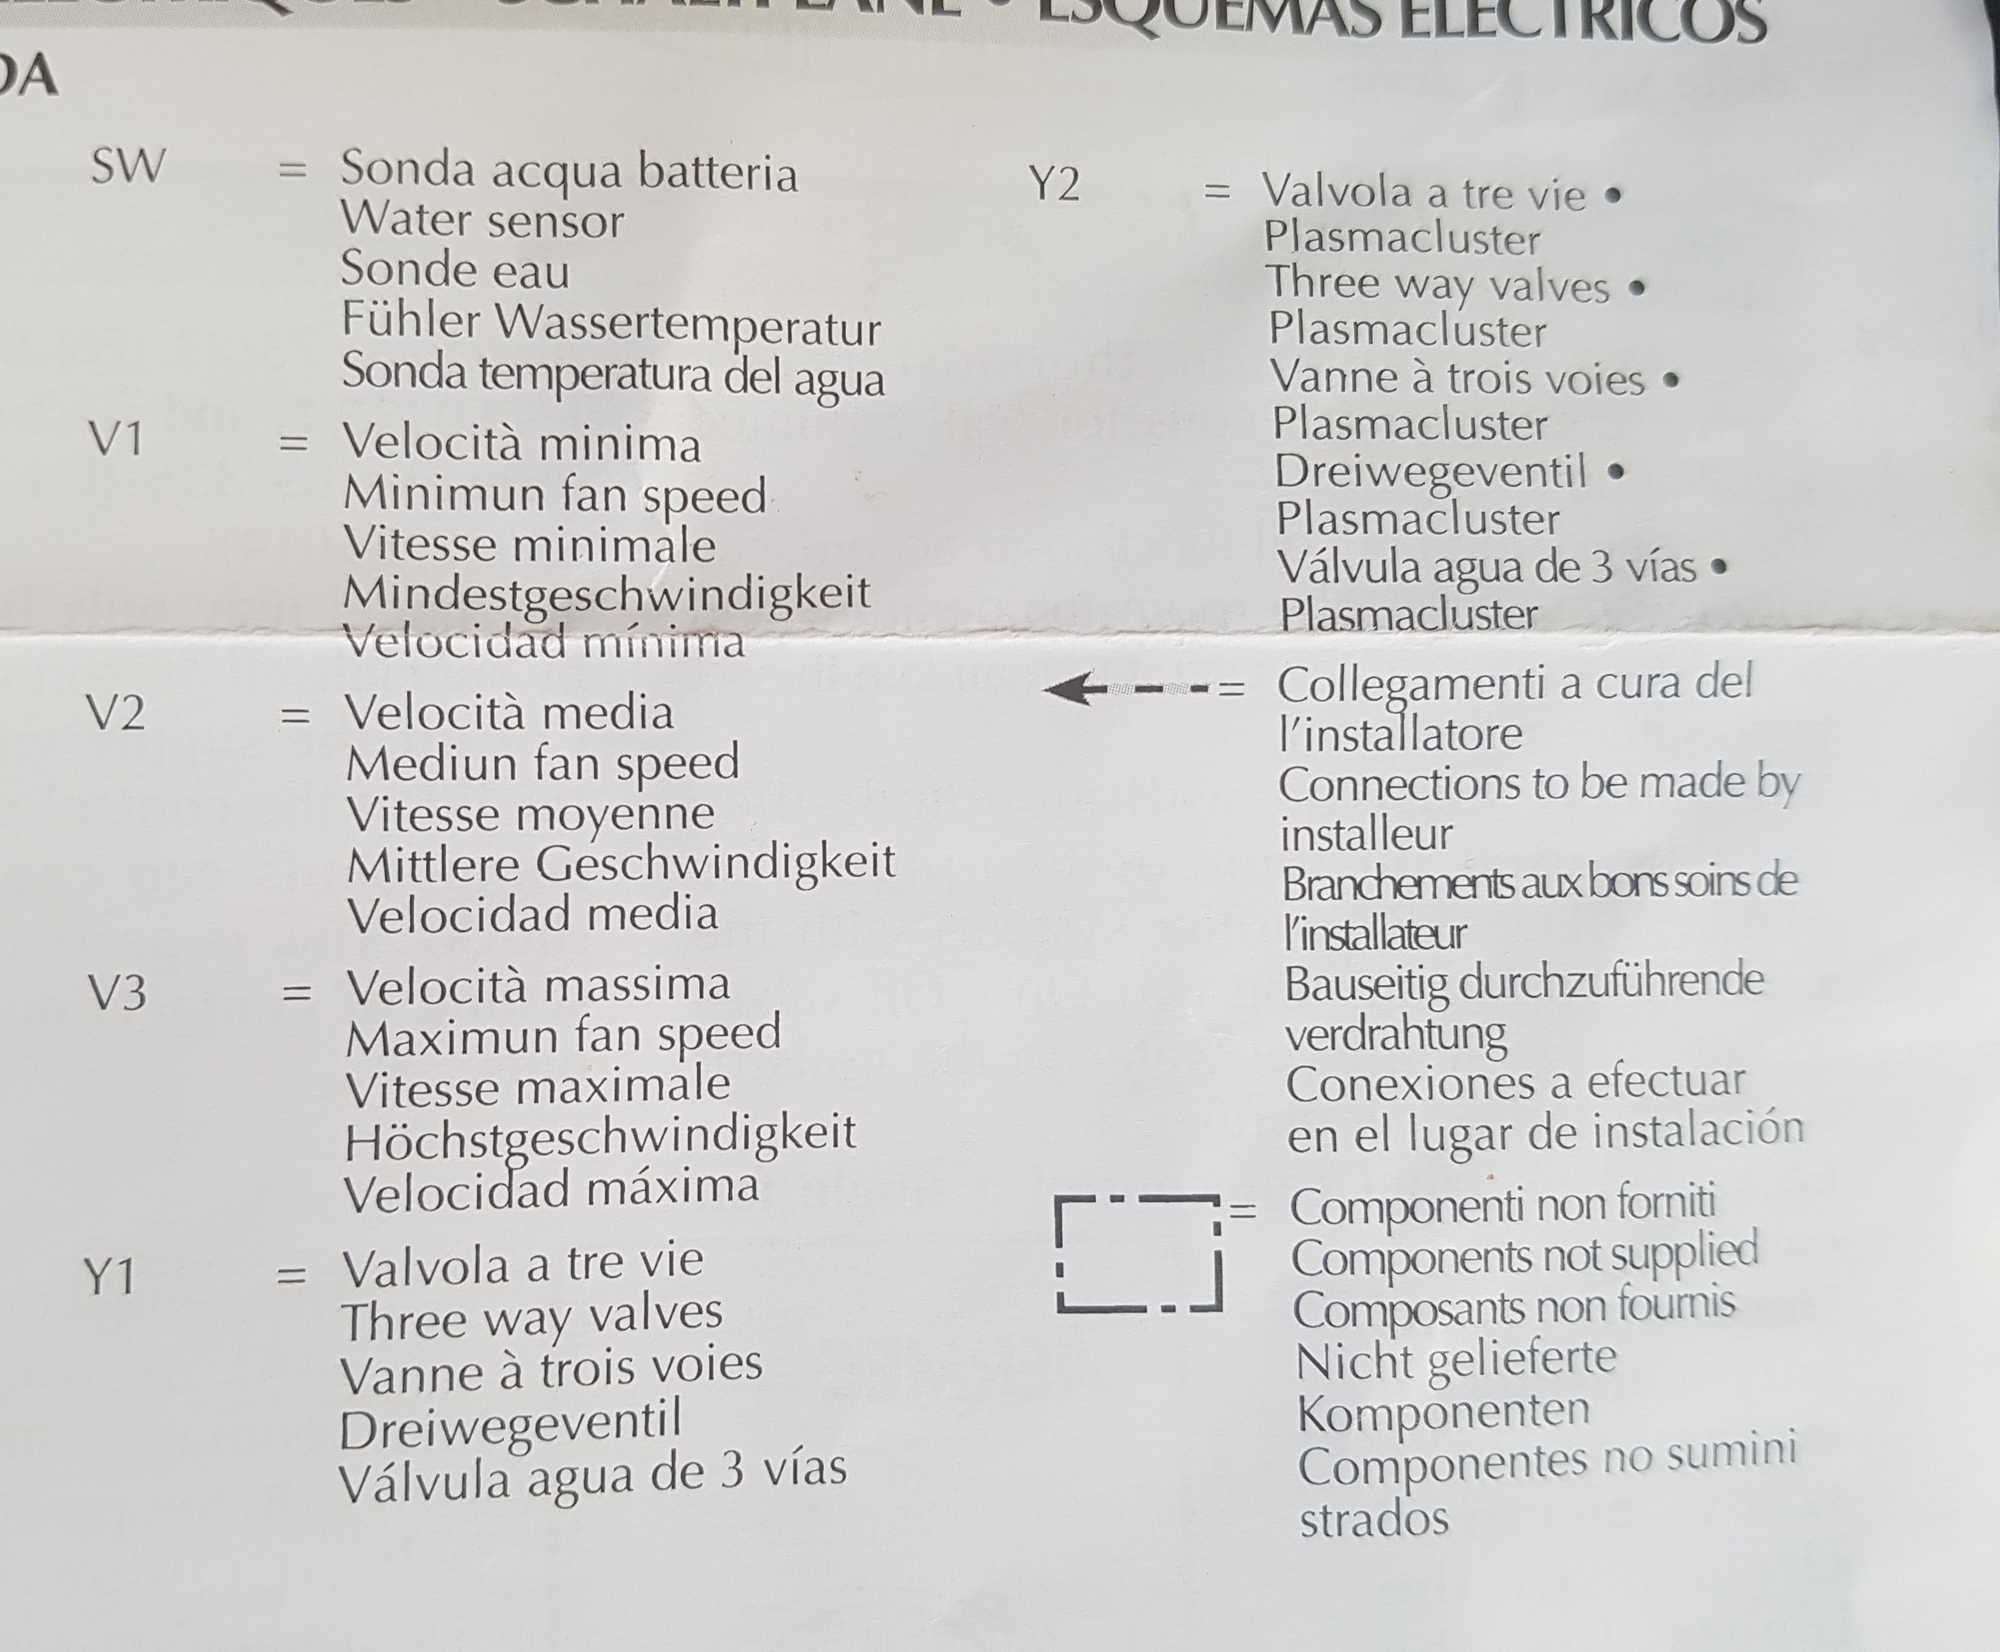 ESQUEMAS ELECTRICOS
DA
SW = Sonda acqua batteria
Water sensor
Sonde eau
Fühler Wassertemperatur
Sonda temperatura del agua
V1 = Velocità minima
Minimun fan speed
Vitesse minimale
Mindestgeschwindigkeit
Velocidad mínima
V2 = Velocità media
Mediun fan speed
Vitesse moyenne
Mittlere Geschwindigkeit
Velocidad media
V3 = Velocità massima
Maximun fan speed
Vitesse maximale
Höchstgeschwindigkeit
Velocidad máxima
Y1 = Valvola a tre vie
Three way valves
Vanne à trois voies
Dreiwegeventil
Válvula agua de 3 vías
Y2 = Valvola a tre vie •
Plasmacluster
Three way valves •
Plasmacluster
Vanne à trois voies •
Plasmacluster
Dreiwegeventil •
Plasmacluster
Válvula agua de 3 vías •
Plasmacluster
= Collegamenti a cura del
l'installatore
Connections to be made by
installeur
Branchements aux bons soins de
l'installateur
Bauseitig durchzuführende
verdrahtung
Conexiones a efectuar
en el lugar de instalación
= Componenti non forniti
Components not supplied
Composants non fournis
Nicht gelieferte
Komponenten
Componentes no sumini
strados